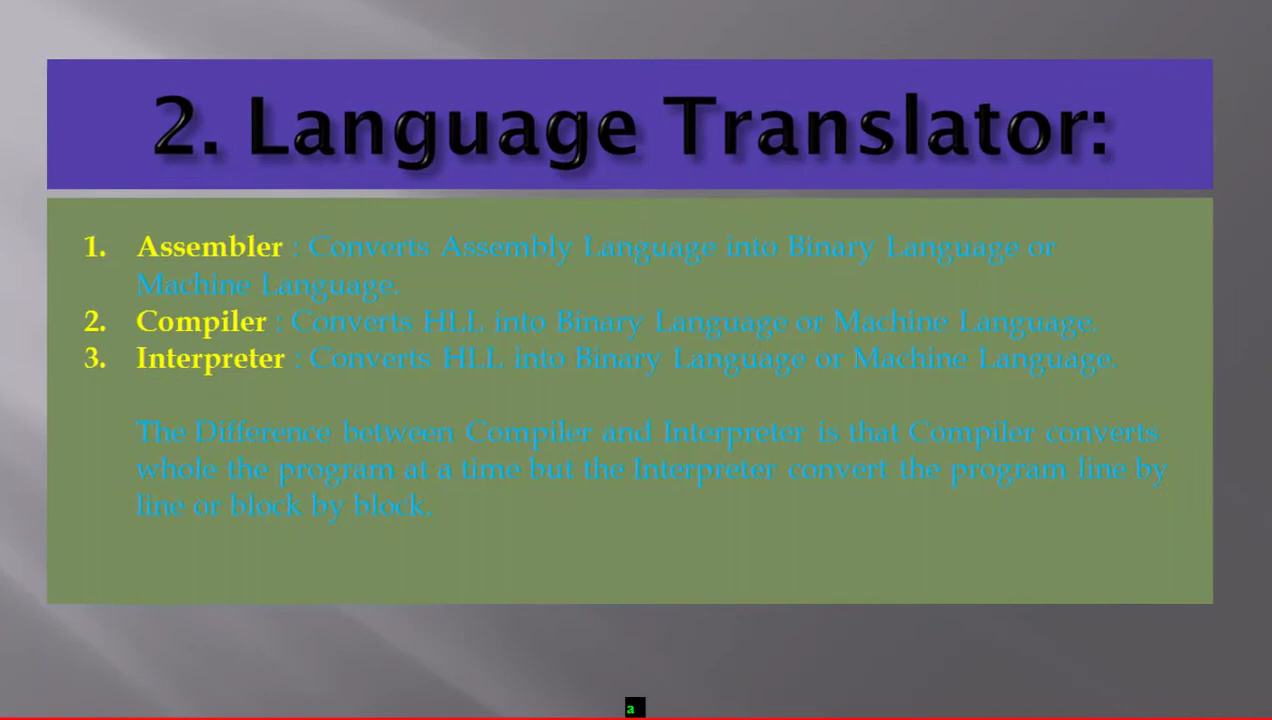 2. Language Translator:
1. Assembler : Converts Assembly Language into Binary Language or
Machine Language.
2. Compiler : Converts HLL into Binary Language or Machine Language.
3. Interpreter : Converts HLL into Binary Language or Machine Language.
The Difference between Compiler and Interpreter is that Compiler converts
whole the program at a time but the Interpreter convert the program line by
line or block by block.
a